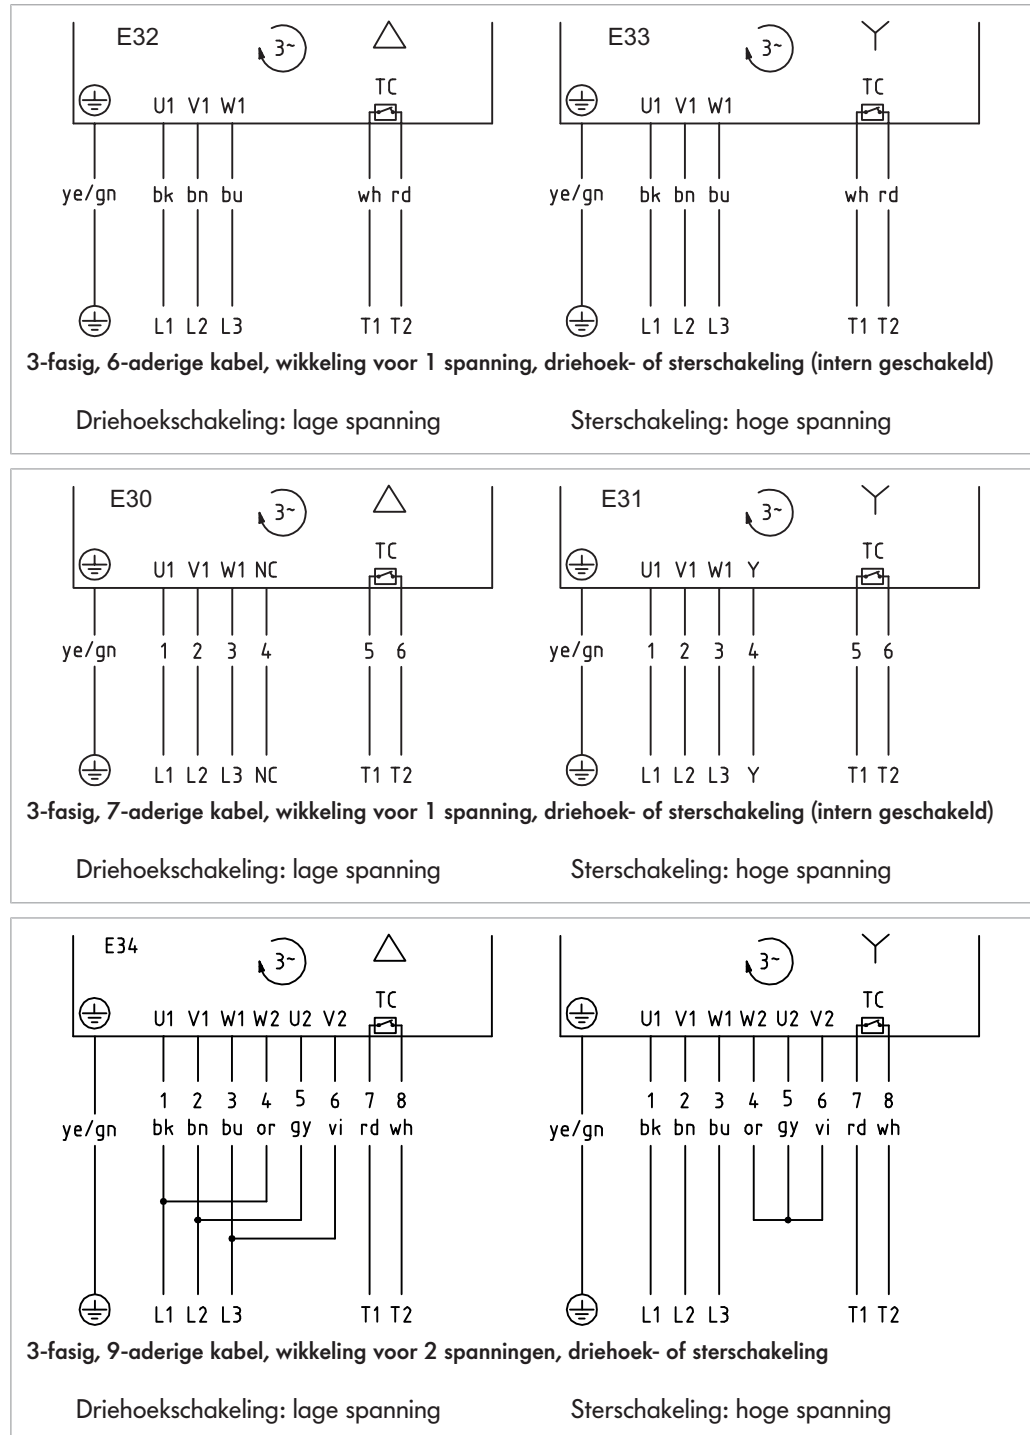 E32 3~ E33 3~
TC TC
U1 V1 W1 U1 V1 W1
ye/gn bk bn bu wh rd ye/gn bk bn bu wh rd
L1 L2 L3 T1 T2 L1 L2 L3 T1 T2
3-fasig, 6-aderige kabel, wikkeling voor 1 spanning, driehoek- of sterschakeling (intern geschakeld)
Driehoekschakeling: lage spanning Sterschakeling: hoge spanning
E30 3~ E31 3~
TC TC
U1 V1 W1 NC U1 V1 W1 Y
ye/gn 1 2 3 4 5 6 ye/gn 1 2 3 4 5 6
L1 L2 L3 NC T1 T2 L1 L2 L3 Y T1 T2
3-fasig, 7-aderige kabel, wikkeling voor 1 spanning, driehoek- of sterschakeling (intern geschakeld)
Driehoekschakeling: lage spanning Sterschakeling: hoge spanning
E34 3~ 3~
TC TC
U1 V1 W1 W2 U2 V2 U1 V1 W1 W2 U2 V2
1 2 3 4 5 6 7 8 1 2 3 4 5 6 7 8
ye/gn bk bn bu or gy vi rd wh ye/gn bk bn bu or gy vi rd wh
L1 L2 L3 T1 T2 L1 L2 L3 T1 T2
3-fasig, 9-aderige kabel, wikkeling voor 2 spanningen, driehoek- of sterschakeling
Driehoekschakeling: lage spanning Sterschakeling: hoge spanning